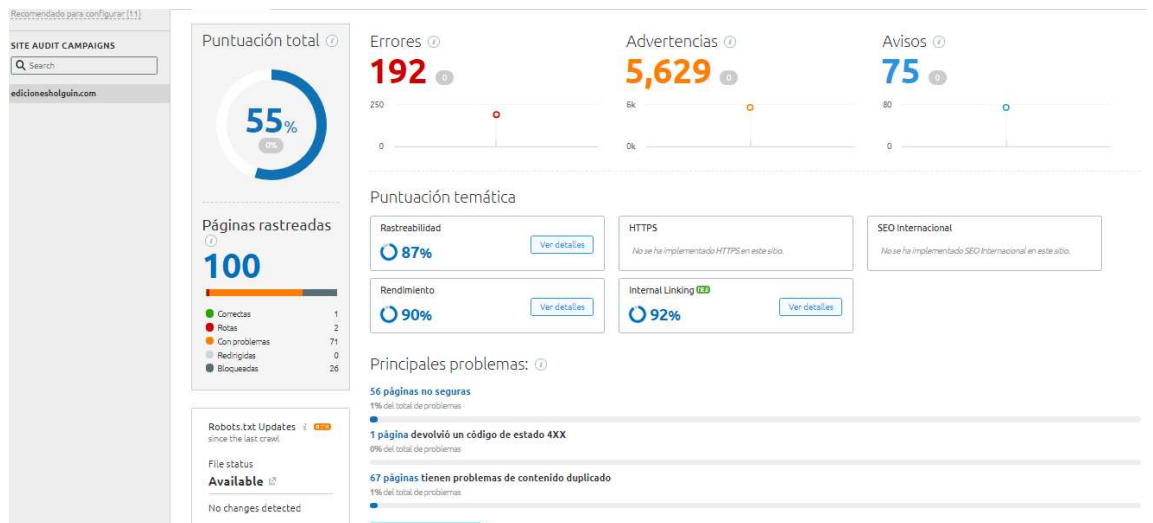 Recomendado para configurar (11)
SITE AUDIT CAMPAIGNS
Search
edicionesholguin.com
Puntuación total
55%
0%
Páginas rastreadas
100
Correctas 1
Rotas 2
Con problemas 71
Redirigidas 0
Bloqueadas 26
Robots.txt Updates
since the last crawl
File status
Available
No changes detected
Errores
192 0
250
0
Advertencias
5,629 0
6k
0k
Avisos
75 0
80
0
Puntuación temática
Rastreabilidad
87%
Ver detalles
HTTPS
No se ha implementado HTTPS en este sitio.
SEO Internacional
No se ha implementado SEO Internacional en este sitio.
Rendimiento
90%
Ver detalles
Internal Linking
92%
Ver detalles
Principales problemas:
56 páginas no seguras
1% del total de problemas
1 página devolvió un código de estado 4XX
0% del total de problemas
67 páginas tienen problemas de contenido duplicado
1% del total de problemas